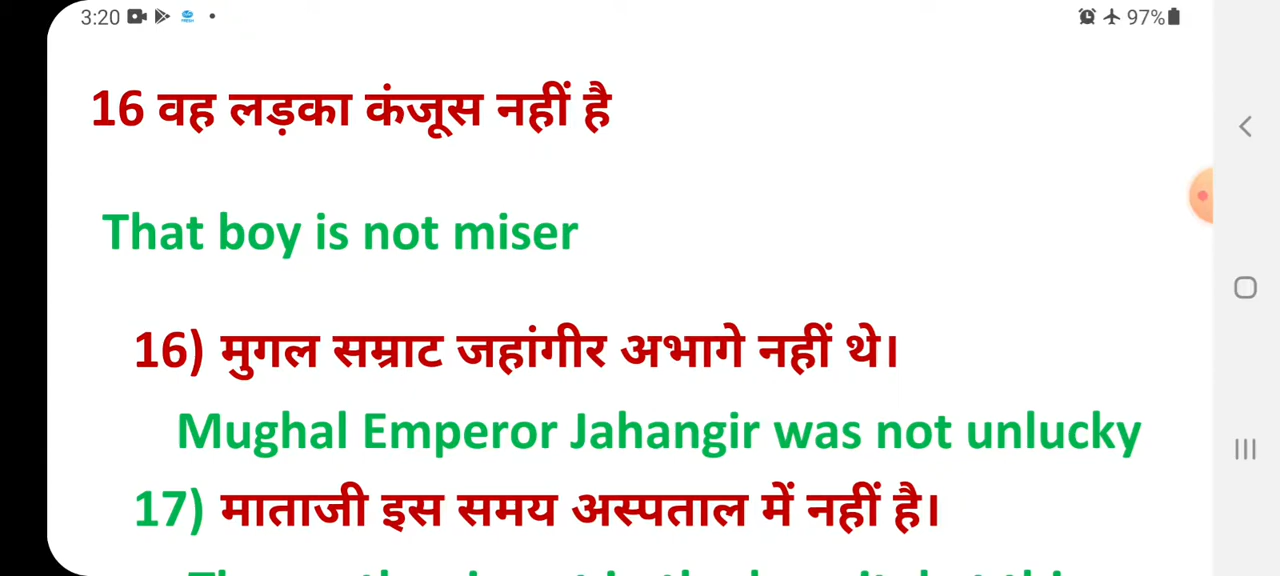 3:20 97%
16 वह लड़का कंजूस नहीं है
That boy is not miser
16) मुगल सम्राट जहांगीर अभागे नहीं थे।
Mughal Emperor Jahangir was not unlucky
17) माताजी इस समय अस्पताल में नहीं है।